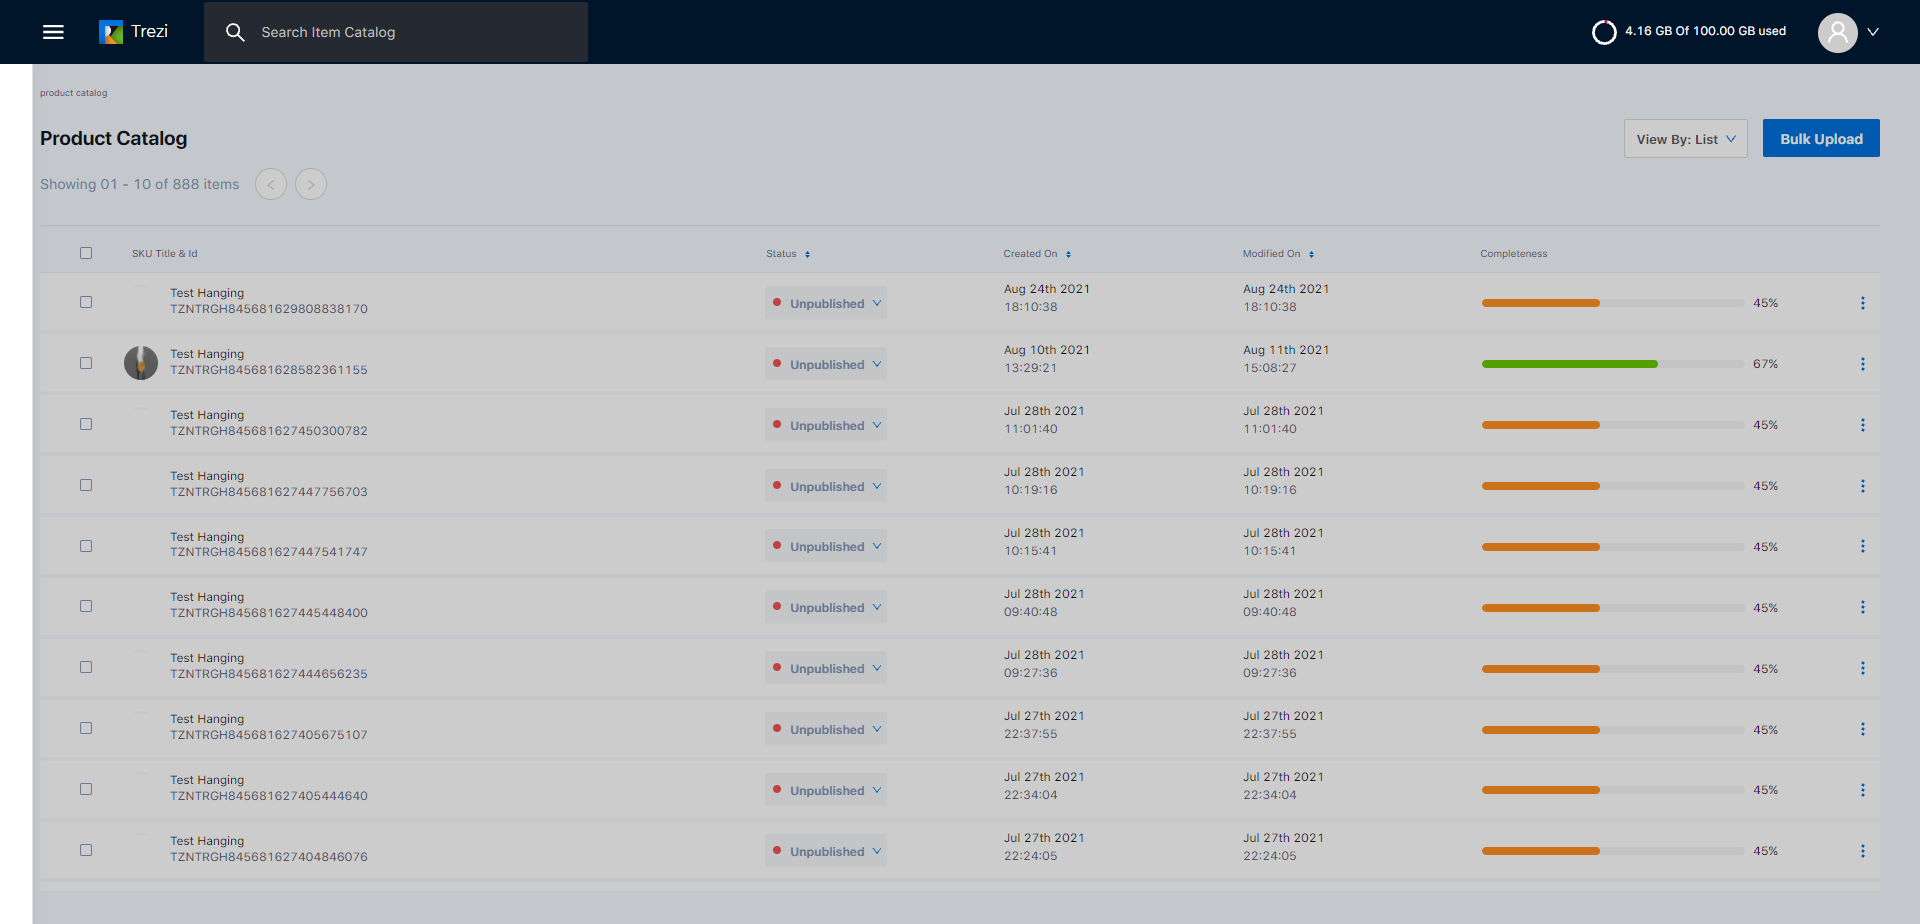 Trezi
Search Item Catalog
4.16 GB Of 100.00 GB used
product catalog
Product Catalog
View By: List
Bulk Upload
Showing 01 - 10 of 888 items
SKU Title & Id Status Created On Modified On Completeness
Test Hanging
TZNTRGH845681629808838170
Unpublished
Aug 24th 2021
18:10:38
Aug 24th 2021
18:10:38
45%
Test Hanging
TZNTRGH845681628582361155
Unpublished
Aug 10th 2021
13:29:21
Aug 11th 2021
15:08:27
67%
Test Hanging
TZNTRGH845681627450300782
Unpublished
Jul 28th 2021
11:01:40
Jul 28th 2021
11:01:40
45%
Test Hanging
TZNTRGH845681627447756703
Unpublished
Jul 28th 2021
10:19:16
Jul 28th 2021
10:19:16
45%
Test Hanging
TZNTRGH845681627447541747
Unpublished
Jul 28th 2021
10:15:41
Jul 28th 2021
10:15:41
45%
Test Hanging
TZNTRGH845681627445448400
Unpublished
Jul 28th 2021
09:40:48
Jul 28th 2021
09:40:48
45%
Test Hanging
TZNTRGH845681627444656235
Unpublished
Jul 28th 2021
09:27:36
Jul 28th 2021
09:27:36
45%
Test Hanging
TZNTRGH845681627405675107
Unpublished
Jul 27th 2021
22:37:55
Jul 27th 2021
22:37:55
45%
Test Hanging
TZNTRGH845681627405444640
Unpublished
Jul 27th 2021
22:34:04
Jul 27th 2021
22:34:04
45%
Test Hanging
TZNTRGH845681627404846076
Unpublished
Jul 27th 2021
22:24:05
Jul 27th 2021
22:24:05
45%